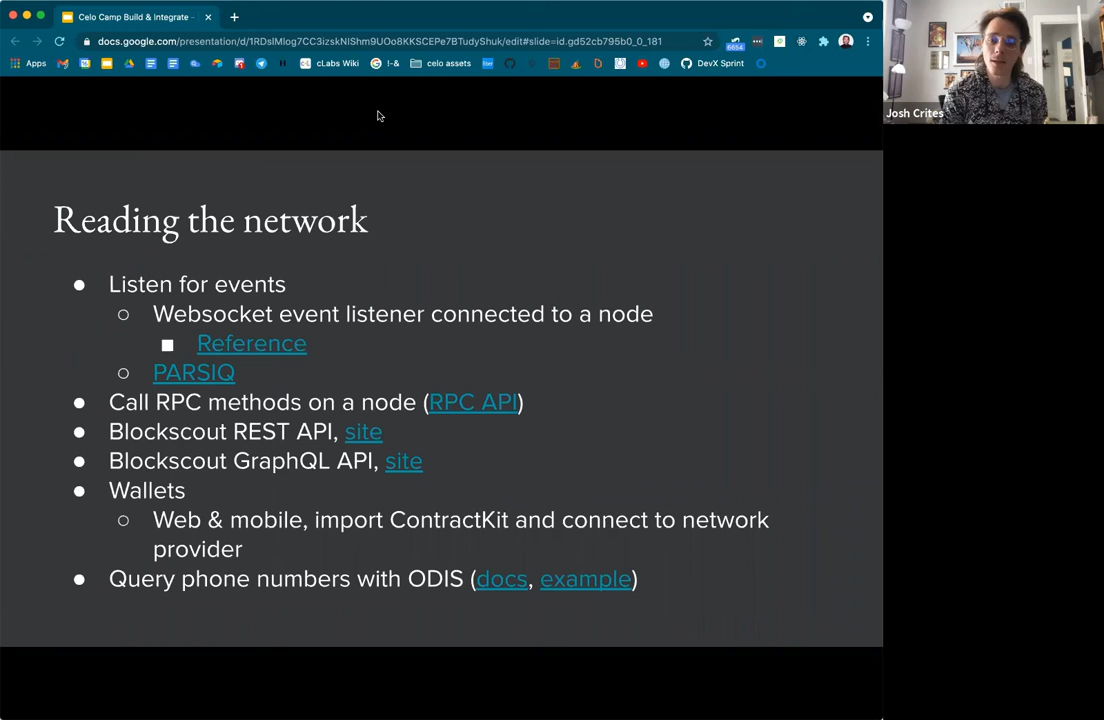 Celo Camp Build & Integrate -
docs.google.com/presentation/d/1RDslMlog7CC3izskNIShm9UOo8KKSCEPe7BTudyShuk/edit#slide=id.gd52cb795b0_0_181
6654
Apps
cLabs Wiki
!-&
celo assets
DevX Sprint
Josh Crites
Reading the network
● Listen for events
○ Websocket event listener connected to a node
■ Reference
○ PARSIQ
● Call RPC methods on a node (RPC API)
● Blockscout REST API, site
● Blockscout GraphQL API, site
● Wallets
○ Web & mobile, import ContractKit and connect to network
provider
● Query phone numbers with ODIS (docs, example)